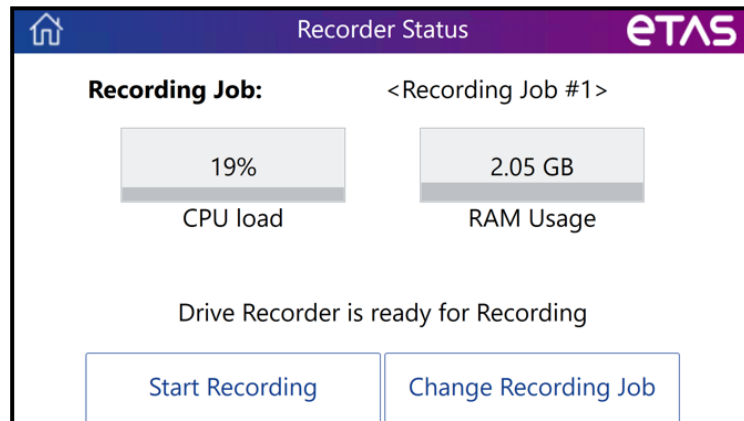 Recorder Status
ETAS
Recording Job: <Recording Job #1>
19% 2.05 GB
CPU load RAM Usage
Drive Recorder is ready for Recording
Start Recording Change Recording Job